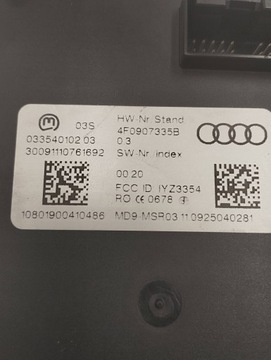 03S HW-Nr. Stand
033540102 03 4F0907335B
30091110761692 0.3
SW-Nr. index
00.20
FCC ID IYZ3354
RO CE 0678
10801900410486 MD9-MSR03 11 0925040281